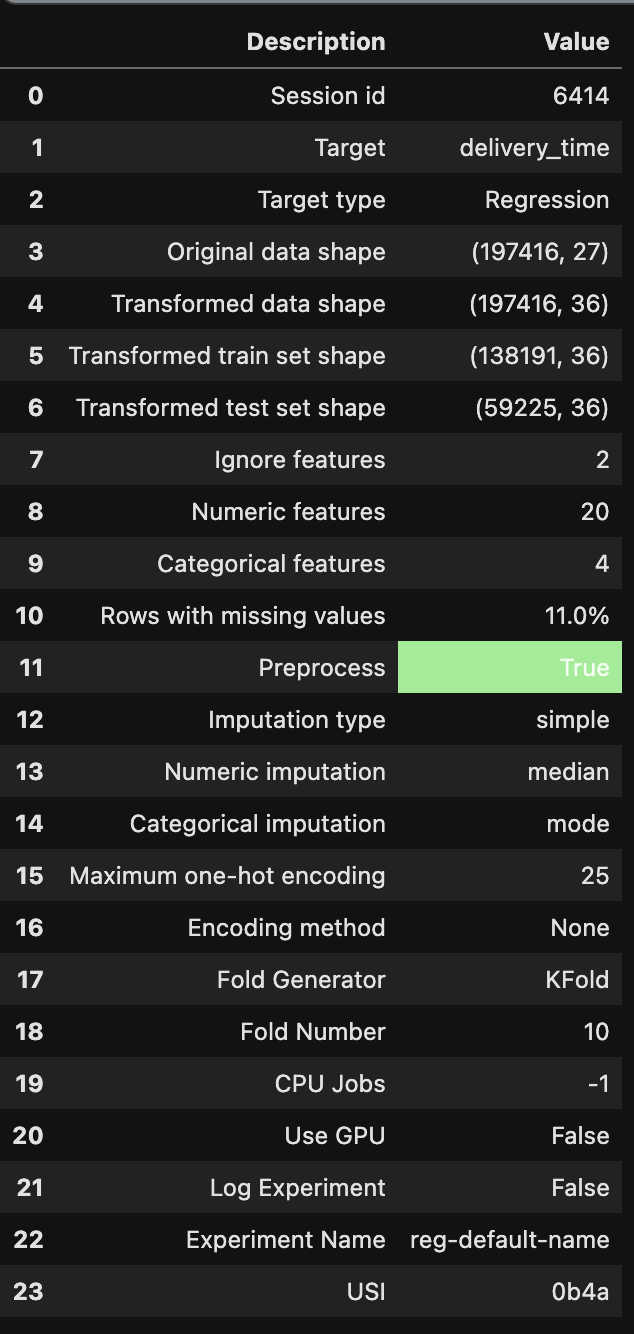 Description Value
0 Session id 6414
1 Target delivery_time
2 Target type Regression
3 Original data shape (197416, 27)
4 Transformed data shape (197416, 36)
5 Transformed train set shape (138191, 36)
6 Transformed test set shape (59225, 36)
7 Ignore features 2
8 Numeric features 20
9 Categorical features 4
10 Rows with missing values 11.0%
11 Preprocess True
12 Imputation type simple
13 Numeric imputation median
14 Categorical imputation mode
15 Maximum one-hot encoding 25
16 Encoding method None
17 Fold Generator KFold
18 Fold Number 10
19 CPU Jobs -1
20 Use GPU False
21 Log Experiment False
22 Experiment Name reg-default-name
23 USI 0b4a